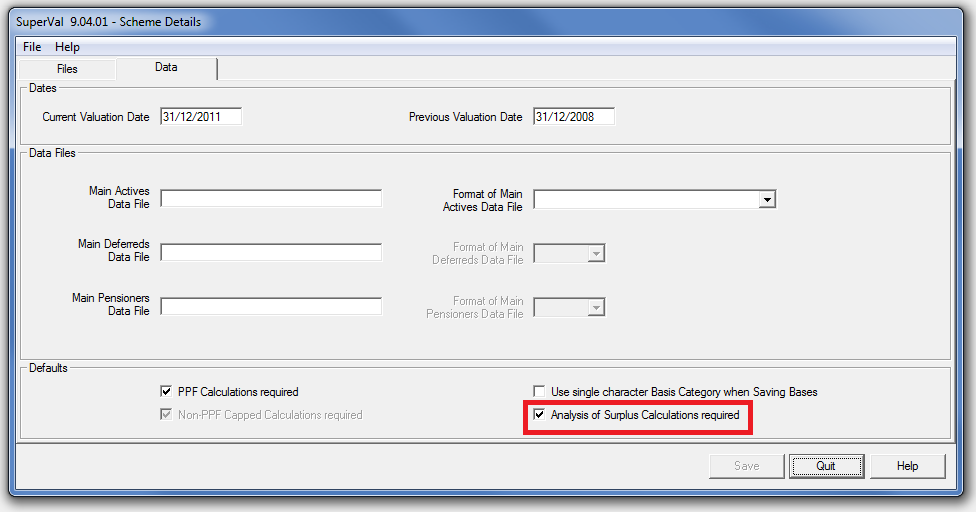 SuperVal 9.04.01 - Scheme Details
File Help
Files Data
Dates
Current Valuation Date 31/12/2011 Previous Valuation Date 31/12/2008
Data Files
Main Actives
Data File
Format of Main
Actives Data File
Main Deferreds
Data File
Format of Main
Deferreds Data File
Main Pensioners
Data File
Format of Main
Pensioners Data File
Defaults
PPF Calculations required Use single character Basis Category when Saving Bases
Non-PPF Capped Calculations required Analysis of Surplus Calculations required
Save Quit Help